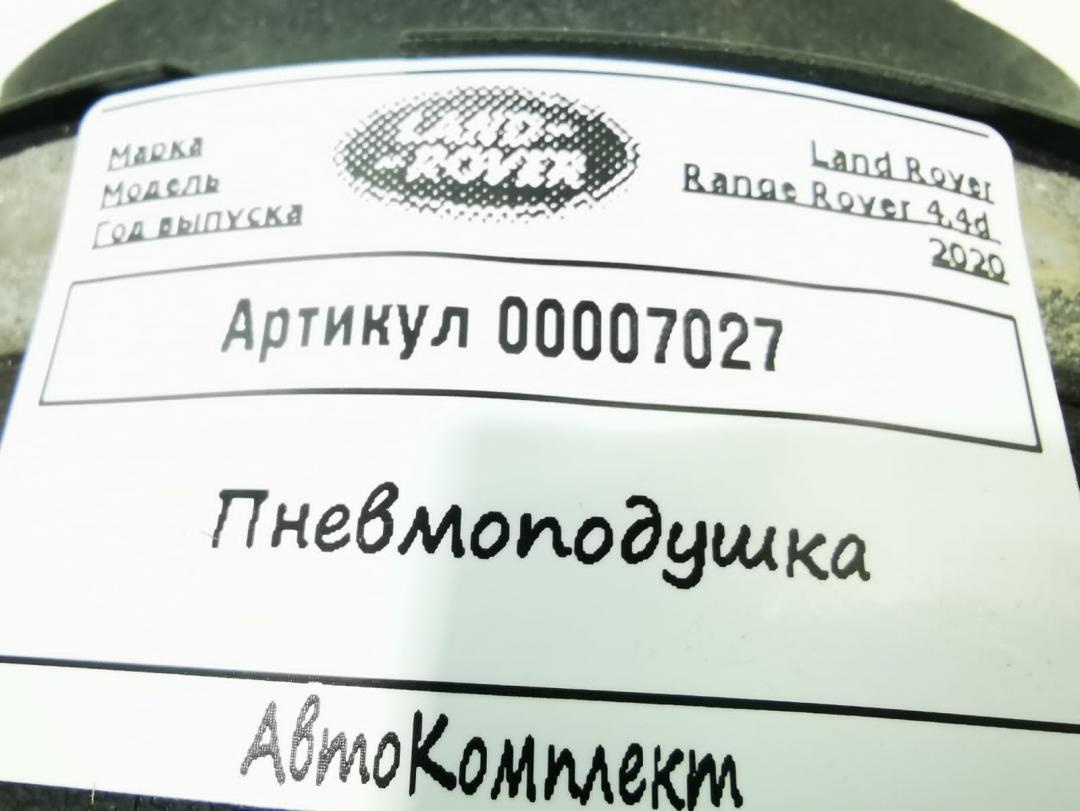 Марка
Модель
Год выпуска
LAND-
-ROVER
Land Rover
Range Rover 4.4d
2020
Артикул 00007027
Пневмоподушка
АвтоКомплект